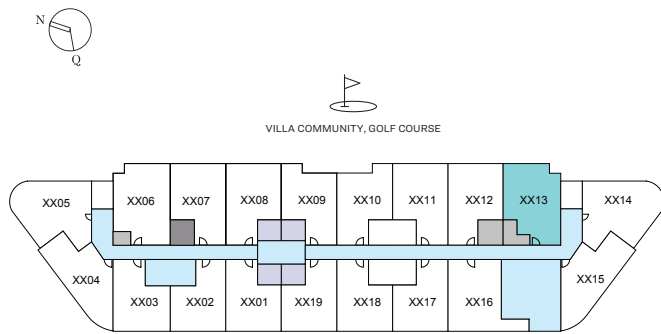 N
Q
VILLA COMMUNITY, GOLF COURSE
XX05
XX06
XX07
XX08
XX09
XX10
XX11
XX12
XX13
XX14
XX04
XX03
XX02
XX01
XX19
XX18
XX17
XX16
XX15